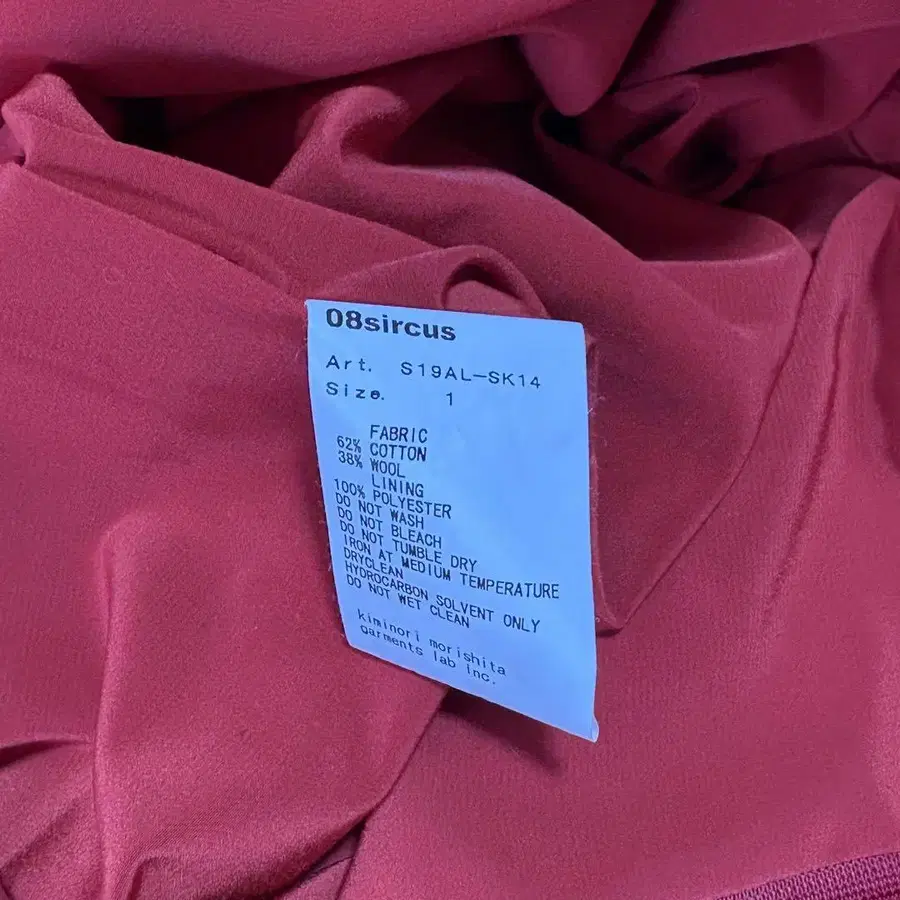 08sircus
Art. S19AL-SK14
Size. 1
FABRIC
62% COTTON
38% WOOL
LINING
100% POLYESTER
DO NOT WASH
DO NOT BLEACH
DO NOT TUMBLE DRY
IRON AT MEDIUM TEMPERATURE
DRYCLEAN
HYDROCARBON SOLVENT ONLY
DO NOT WET CLEAN
kiminori morishita
garments lab inc.